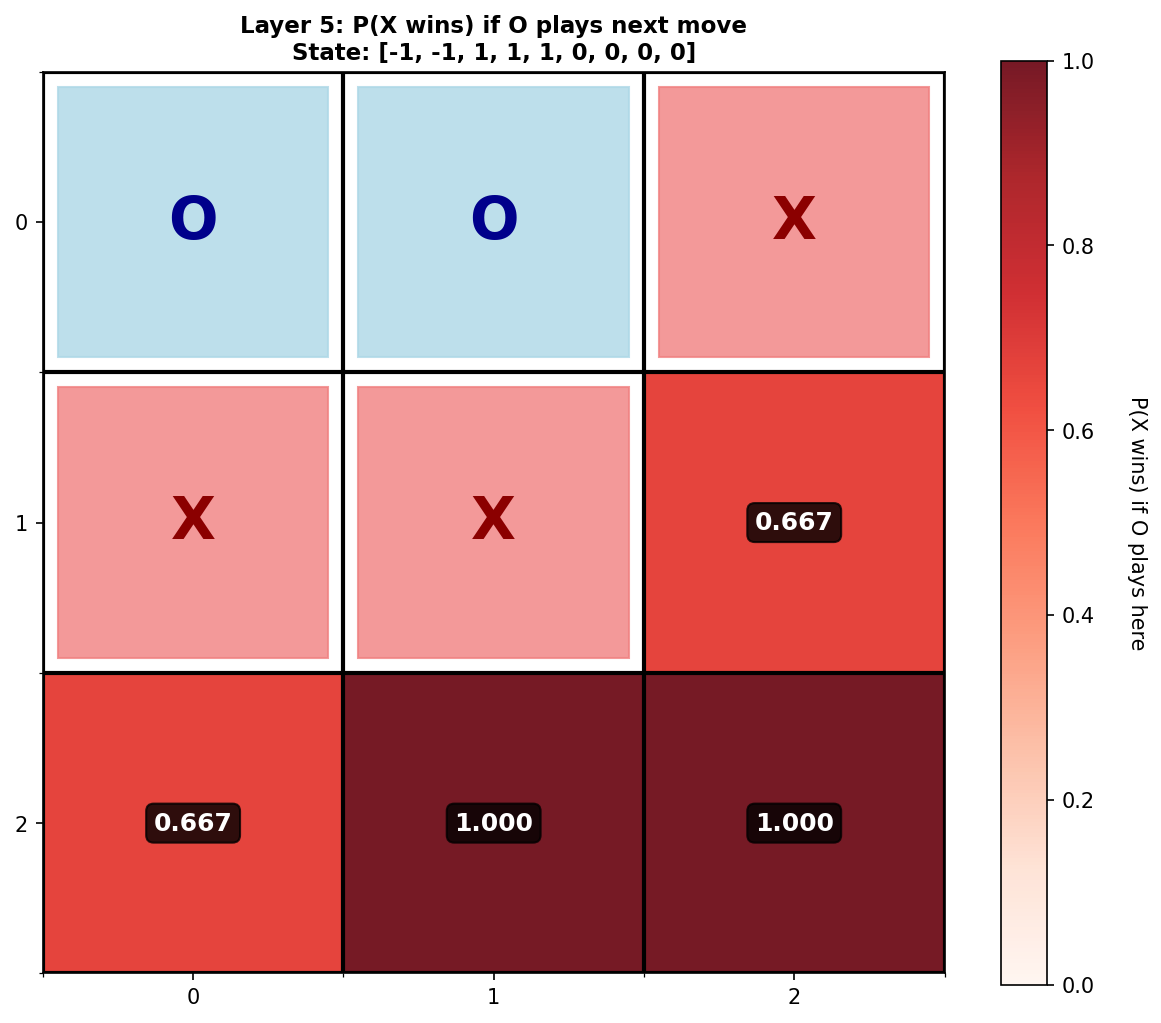 Layer 5: P(X wins) if O plays next move
State: [-1, -1, 1, 1, 1, 0, 0, 0, 0]
O
O
X
X
X
0.667
0.667
1.000
1.000
0
1
2
0
1
2
1.0
0.8
0.6
0.4
0.2
0.0
P(X wins) if O plays here